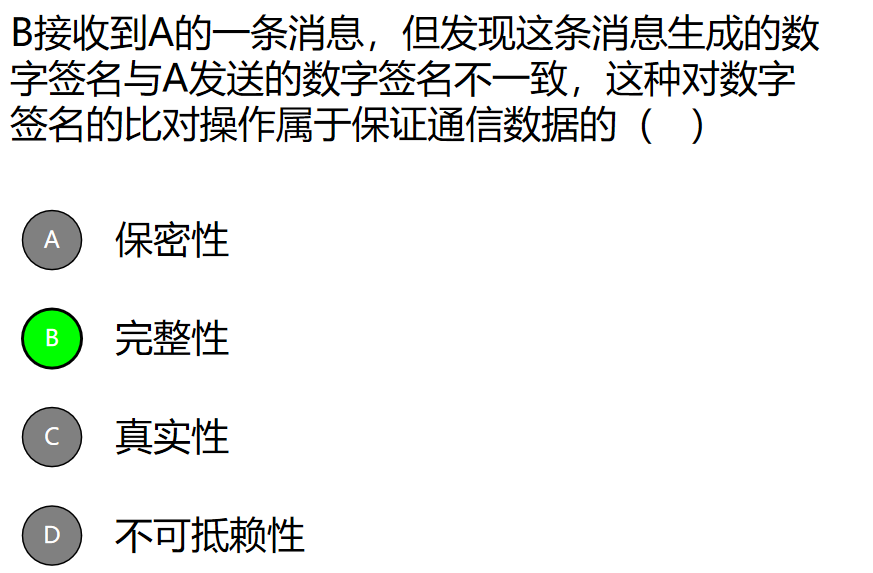 B接收到A的一条消息，但发现这条消息生成的数
字签名与A发送的数字签名不一致，这种对数字
签名的比对操作属于保证通信数据的（ ）
A 保密性
B 完整性
C 真实性
D 不可抵赖性